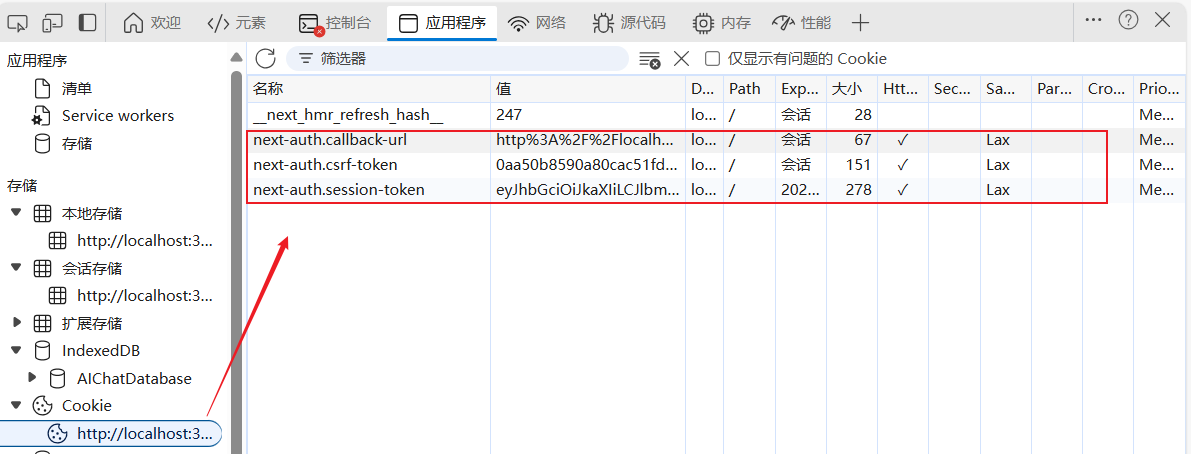 欢迎 元素 控制台 应用程序 网络 源代码 内存 性能
应用程序
清单
Service workers
存储
存储
本地存储
http://localhost:3...
会话存储
http://localhost:3...
扩展存储
IndexedDB
AIChatDatabase
Cookie
http://localhost:3...
筛选器 仅显示有问题的 Cookie
名称 值 D... Path Exp... 大小 Htt... Sec... Sa... Par... Cro... Prio...
__next_hmr_refresh_hash__ 247 lo... / 会话 28 Me...
next-auth.callback-url http%3A%2F%2Flocalh... lo... / 会话 67 ✓ Lax Me...
next-auth.csrf-token 0aa50b8590a80cac51fd... lo... / 会话 151 ✓ Lax Me...
next-auth.session-token eyJhbGciOiJkaXIiLCJlbm... lo... / 202... 278 ✓ Lax Me...